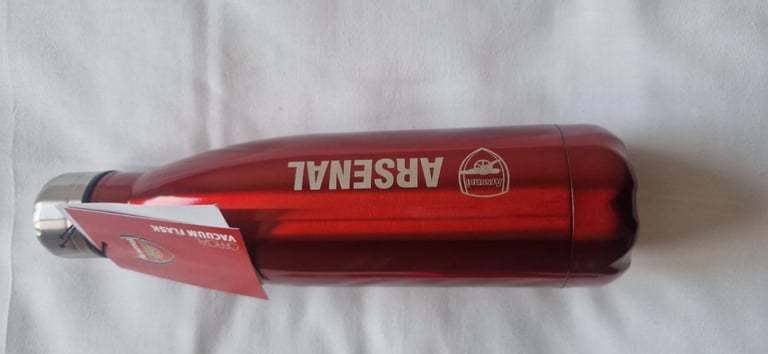 ARSENAL
Arsenal
OFFICIAL
VACUUM FLASK